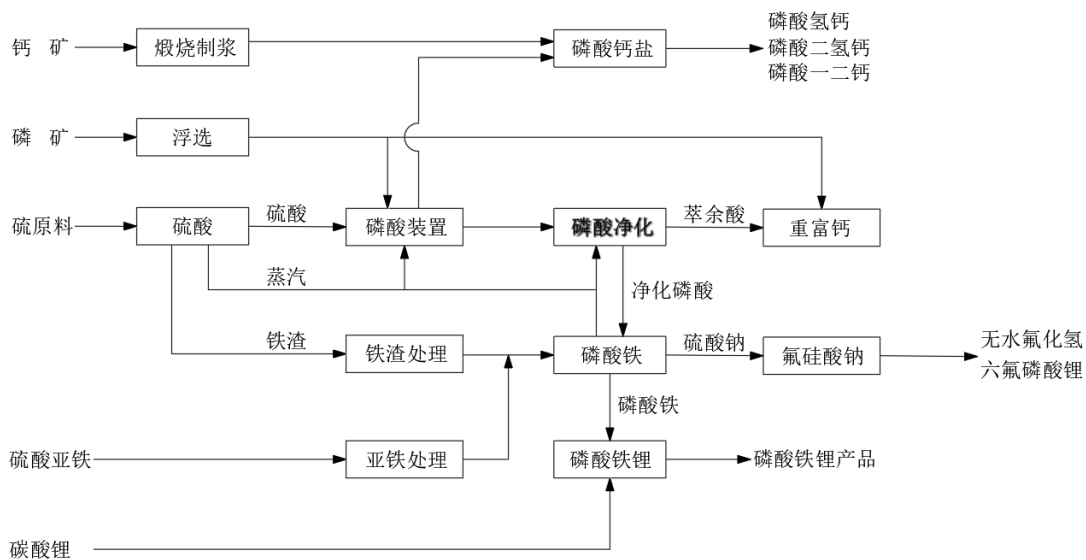 钙 矿
煅烧制浆
磷酸钙盐
磷酸氢钙
磷酸二氢钙
磷酸一二钙
磷 矿
浮选
硫原料
硫酸
硫酸
磷酸装置
磷酸净化
萃余酸
重富钙
蒸汽
净化磷酸
铁渣
铁渣处理
磷酸铁
硫酸钠
氟硅酸钠
无水氟化氢
六氟磷酸锂
磷酸铁
硫酸亚铁
亚铁处理
磷酸铁锂
磷酸铁锂产品
碳酸锂